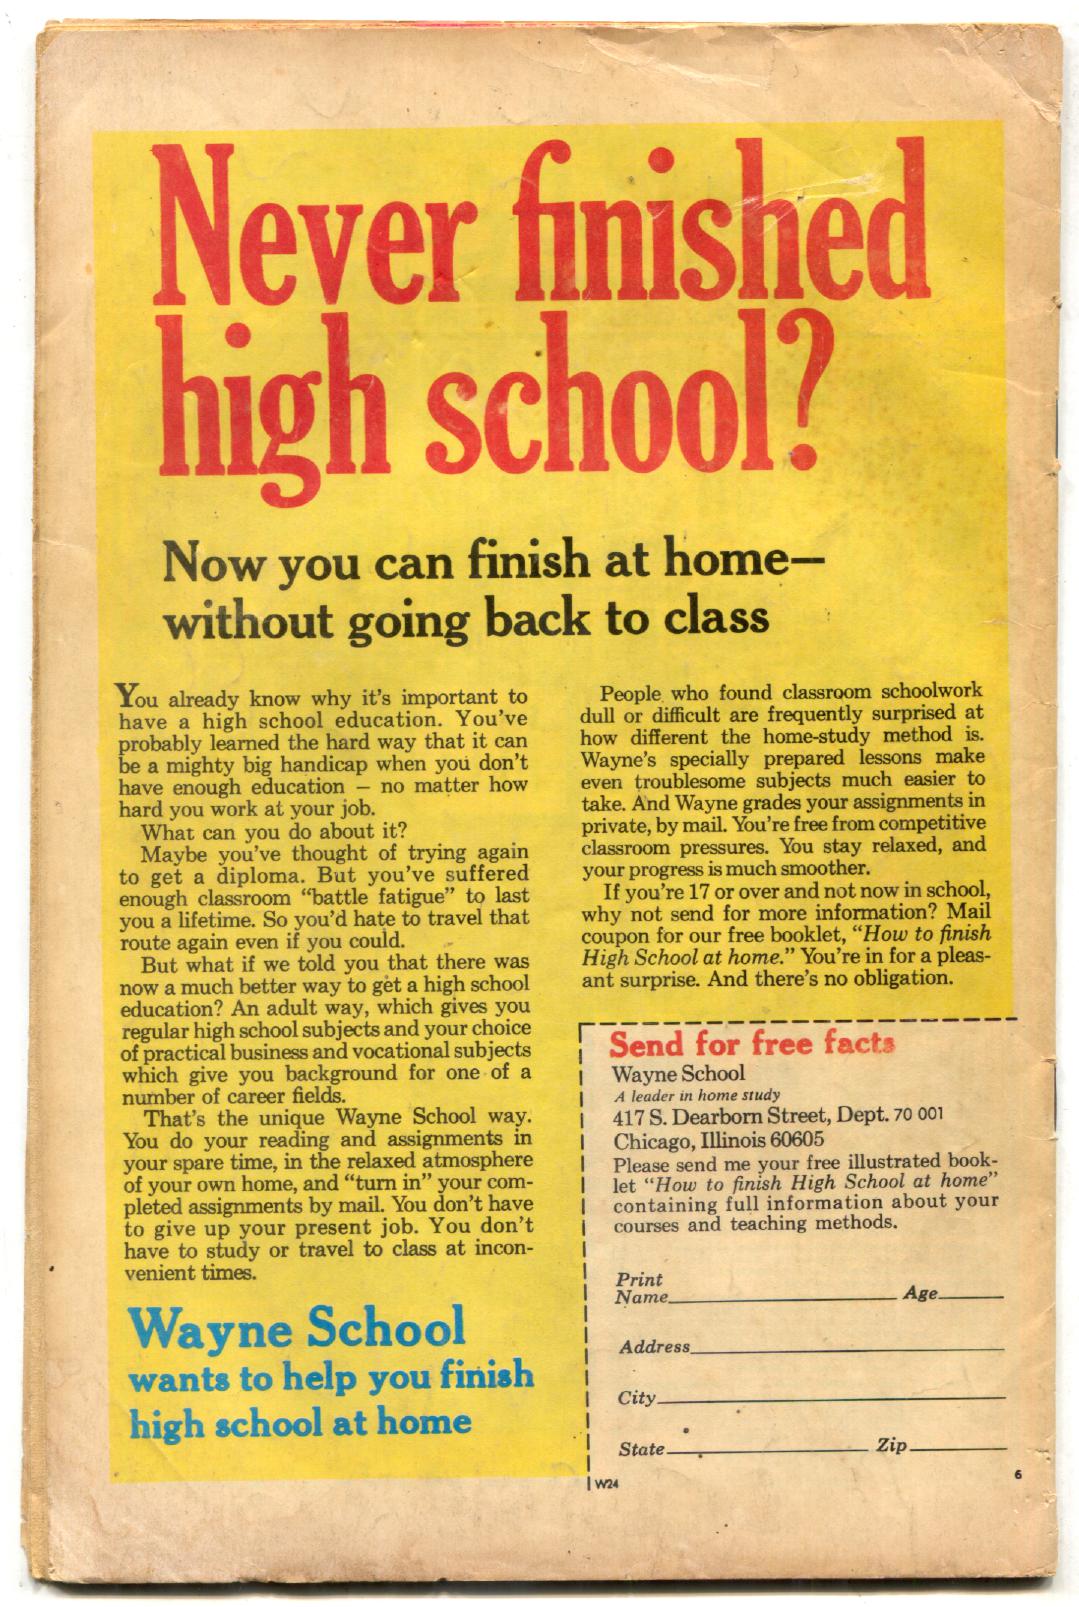 Never finished
high school?
Now you can finish at home—
without going back to class
You already know why it's important to
have a high school education. You've
probably learned the hard way that it can
be a mighty big handicap when you don't
have enough education — no matter how
hard you work at your job.
What can you do about it?
Maybe you've thought of trying again
to get a diploma. But you've suffered
enough classroom "battle fatigue" to last
you a lifetime. So you'd hate to travel that
route again even if you could.
But what if we told you that there was
now a much better way to get a high school
education? An adult way, which gives you
regular high school subjects and your choice
of practical business and vocational subjects
which give you background for one of a
number of career fields.
That's the unique Wayne School way.
You do your reading and assignments in
your spare time, in the relaxed atmosphere
of your own home, and "turn in" your com-
pleted assignments by mail. You don't have
to give up your present job. You don't
have to study or travel to class at incon-
venient times.
Wayne School
wants to help you finish
high school at home
People who found classroom schoolwork
dull or difficult are frequently surprised at
how different the home-study method is.
Wayne's specially prepared lessons make
even troublesome subjects much easier to
take. And Wayne grades your assignments in
private, by mail. You're free from competitive
classroom pressures. You stay relaxed, and
your progress is much smoother.
If you're 17 or over and not now in school,
why not send for more information? Mail
coupon for our free booklet, "How to finish
High School at home." You're in for a pleas-
ant surprise. And there's no obligation.
Send for free facts
Wayne School
A leader in home study
417 S. Dearborn Street, Dept. 70 001
Chicago, Illinois 60605
Please send me your free illustrated book-
let "How to finish High School at home"
containing full information about your
courses and teaching methods.
Print
Name Age
Address
City
State Zip
W24
6